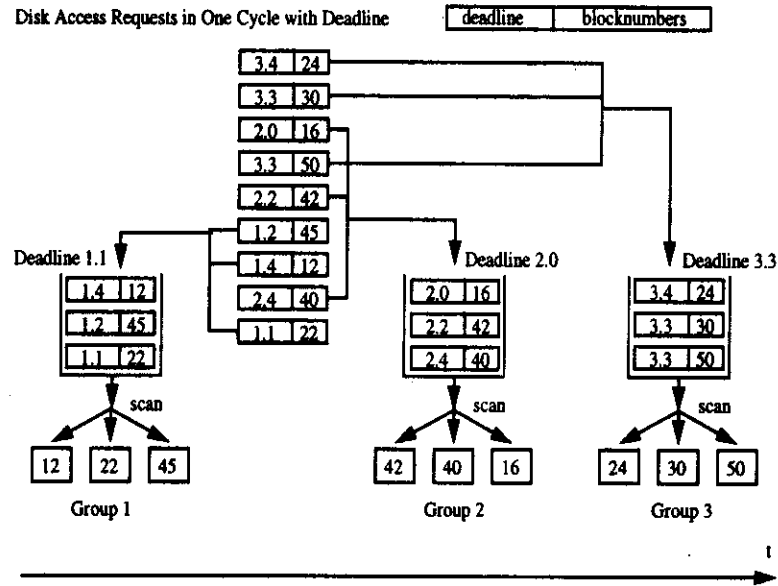 Disk Access Requests in One Cycle with Deadline
deadline blocknumbers
3.4 24
3.3 30
2.0 16
3.3 50
2.2 42
1.2 45
1.4 12
2.4 40
1.1 22
Deadline 1.1
1.4 12
1.2 45
1.1 22
scan
12 22 45
Group 1
Deadline 2.0
2.0 16
2.2 42
2.4 40
scan
42 40 16
Group 2
Deadline 3.3
3.4 24
3.3 30
3.3 50
scan
24 30 50
Group 3
t